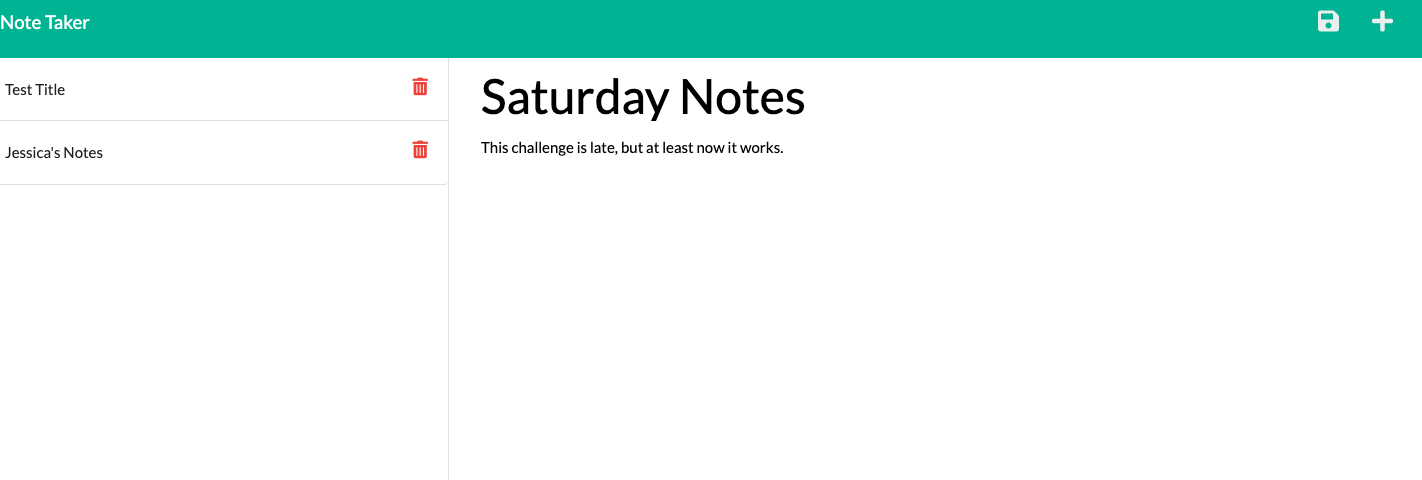 Note Taker
Test Title
Jessica's Notes
Saturday Notes
This challenge is late, but at least now it works.